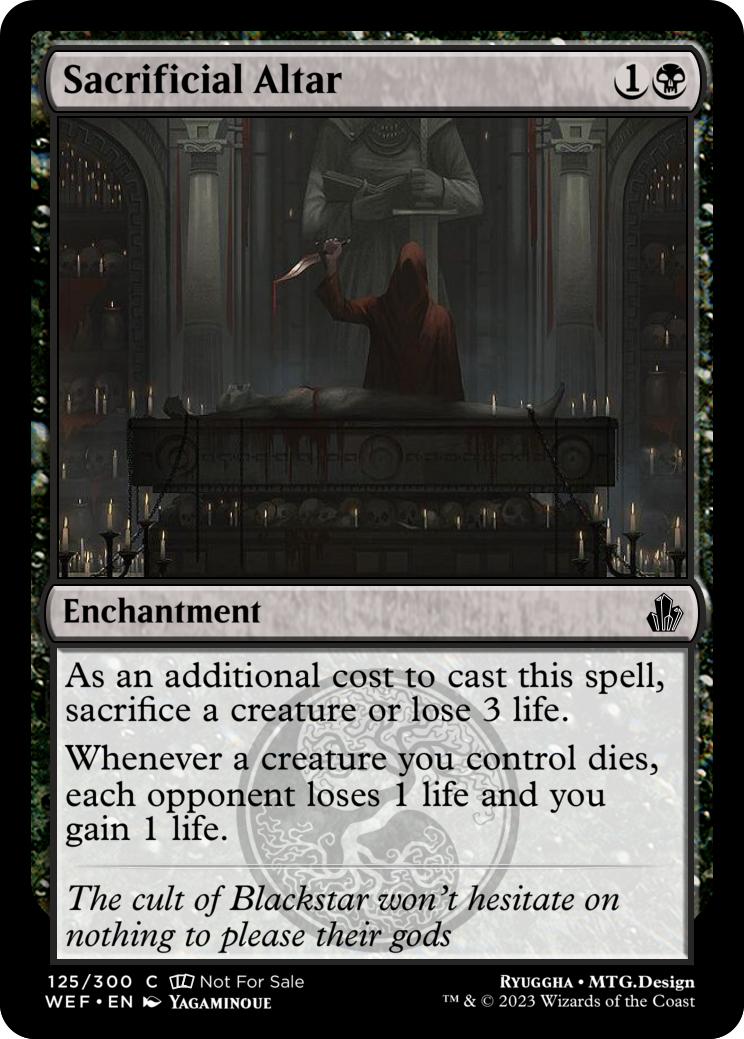 Sacrificial Altar 1
Enchantment
As an additional cost to cast this spell,
sacrifice a creature or lose 3 life.
Whenever a creature you control dies,
each opponent loses 1 life and you
gain 1 life.
The cult of Blackstar won't hesitate on
nothing to please their gods
125/300 C Not For Sale
WEF • EN Yagaminoue
Ryuggha • MTG.Design
™ & © 2023 Wizards of the Coast